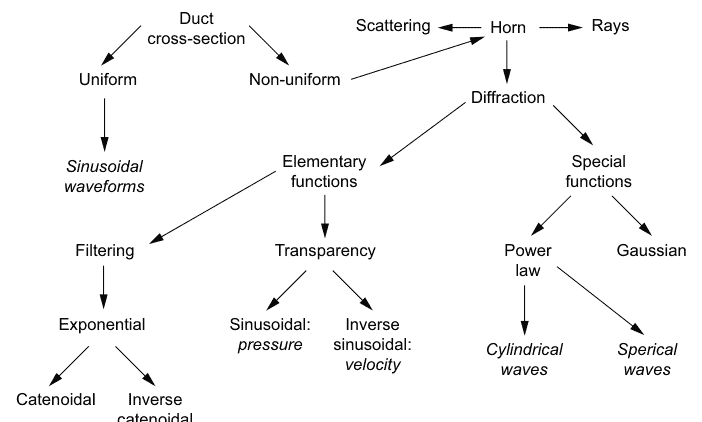 Duct
cross-section
Scattering
Horn
Rays
Uniform
Non-uniform
Diffraction
Sinusoidal
waveforms
Elementary
functions
Special
functions
Filtering
Transparency
Power
law
Gaussian
Exponential
Sinusoidal:
pressure
Inverse
sinusoidal:
velocity
Cylindrical
waves
Sperical
waves
Catenoidal
Inverse
catenoidal